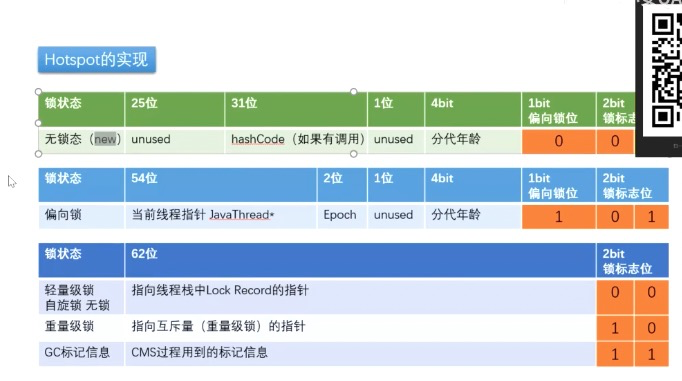 Hotspot的实现
锁状态 25位 31位 1位 4bit 1bit 2bit
偏向锁位 锁标志
无锁态（new） unused hashCode（如果有调用） unused 分代年龄 0 0
锁状态 54位 2位 1位 4bit 1bit 2bit
偏向锁位 锁标志位
偏向锁 当前线程指针 JavaThread* Epoch unused 分代年龄 1 0 1
锁状态 62位 2bit
锁标志位
轻量级锁 指向线程栈中Lock Record的指针 0 0
自旋锁 无锁
重量级锁 指向互斥量（重量级锁）的指针 1 0
GC标记信息 CMS过程用到的标记信息 1 1